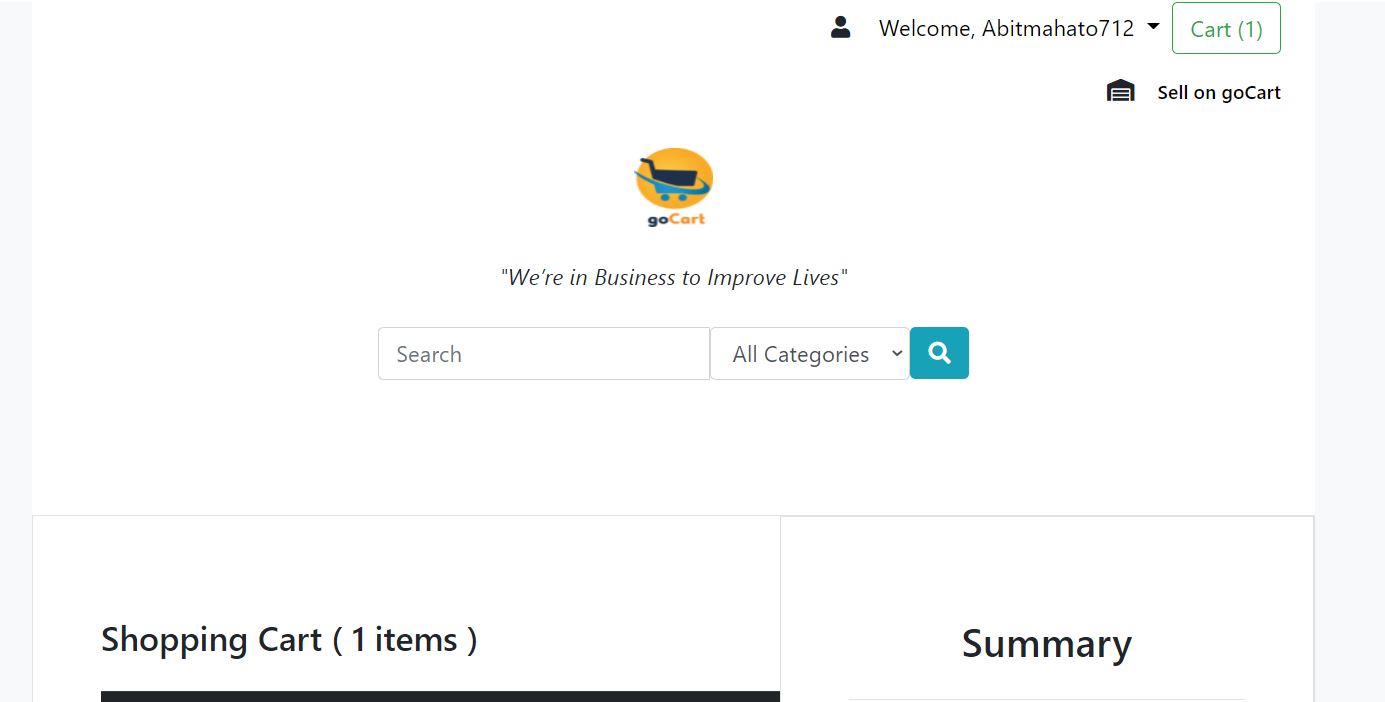 Welcome, Abitmahato712 Cart (1)
Sell on goCart
goCart
"We’re in Business to Improve Lives"
Search All Categories
Shopping Cart ( 1 items )
Summary